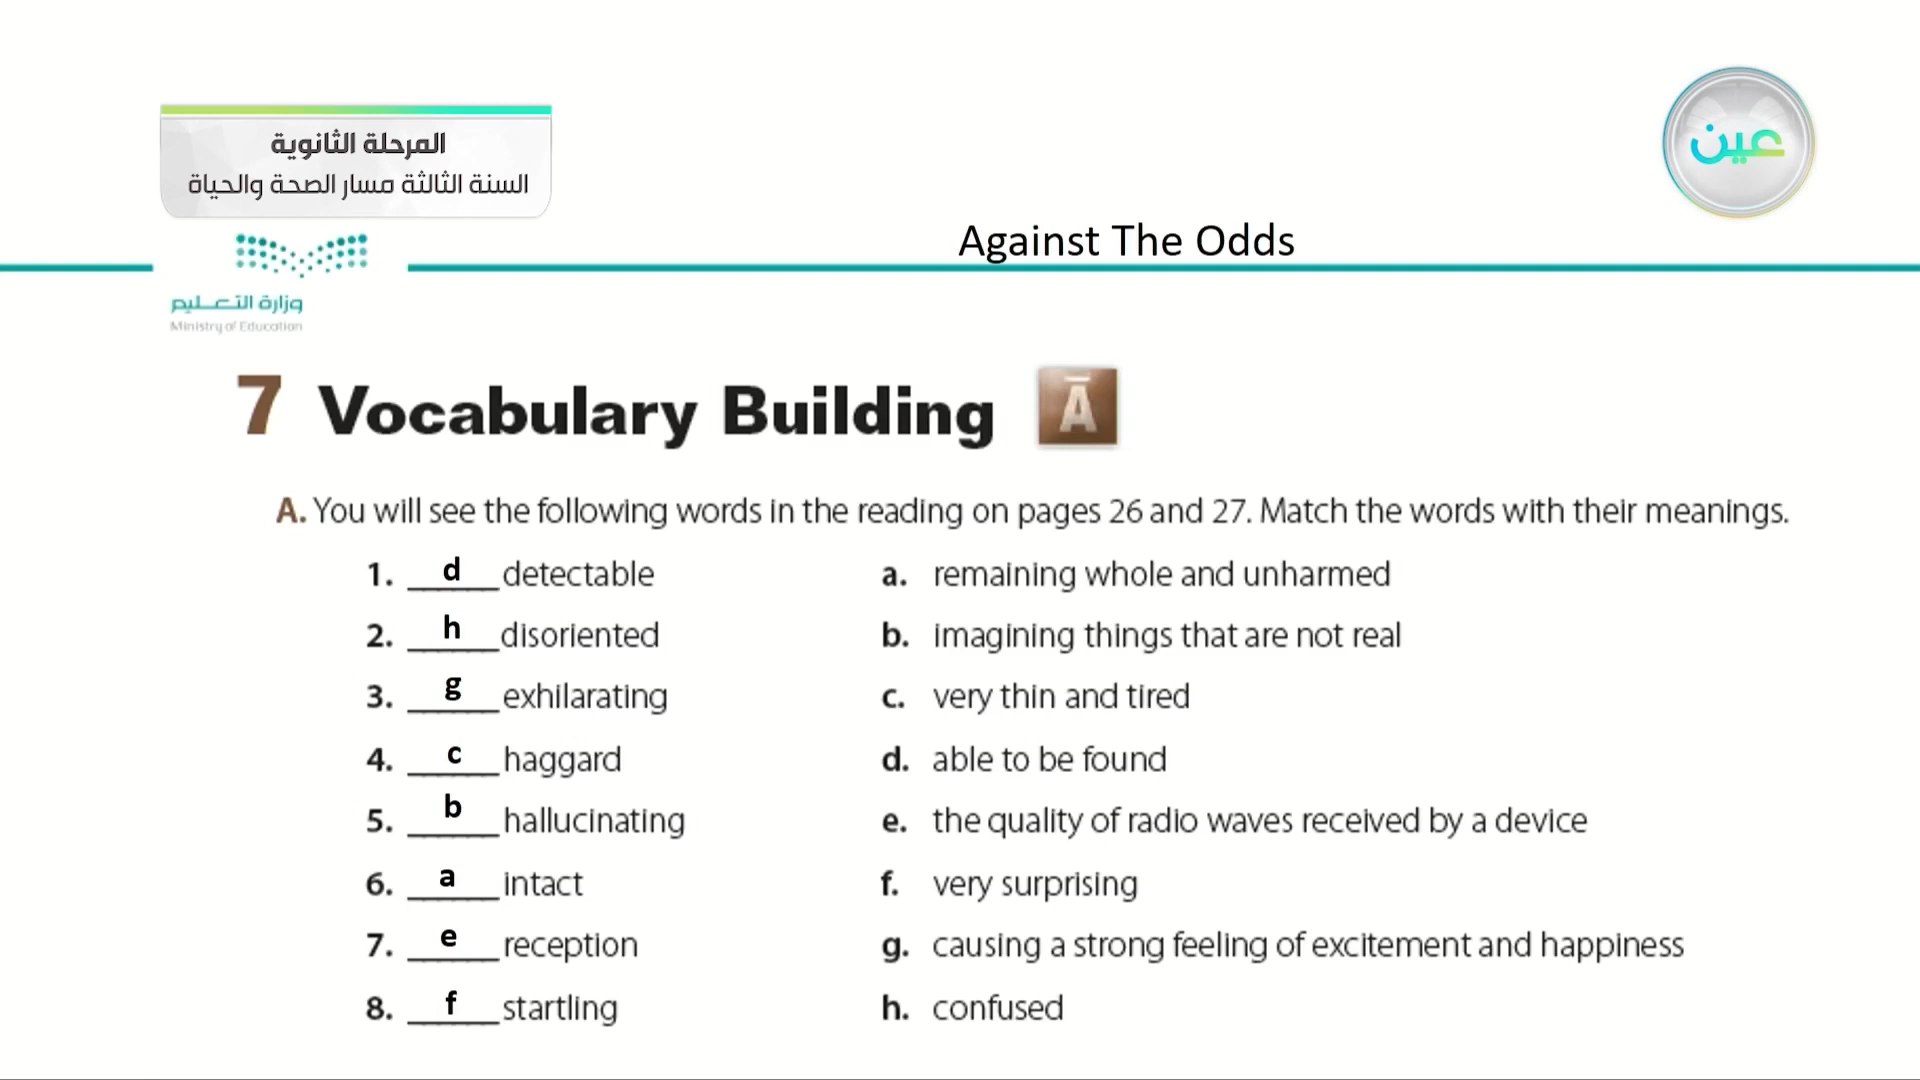 المرحلة الثانوية
السنة الثالثة مسار الصحة والحياة
عين
Against The Odds
وزارة التعليم
Ministry of Education
7 Vocabulary Building A
A. You will see the following words in the reading on pages 26 and 27. Match the words with their meanings.
1. d detectable a. remaining whole and unharmed
2. h disoriented b. imagining things that are not real
3. g exhilarating c. very thin and tired
4. c haggard d. able to be found
5. b hallucinating e. the quality of radio waves received by a device
6. a intact f. very surprising
7. e reception g. causing a strong feeling of excitement and happiness
8. f startling h. confused